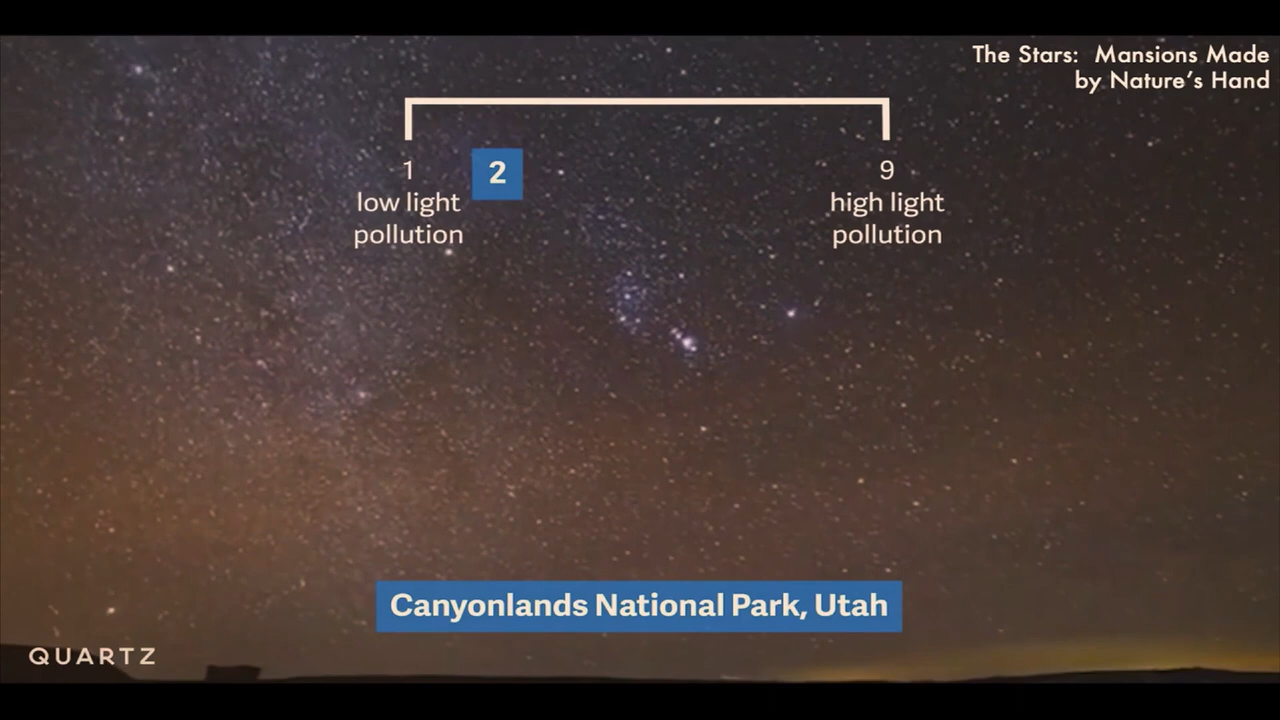 The Stars: Mansions Made
by Nature's Hand
1
2
9
low light
pollution
high light
pollution
Canyonlands National Park, Utah
QUARTZ